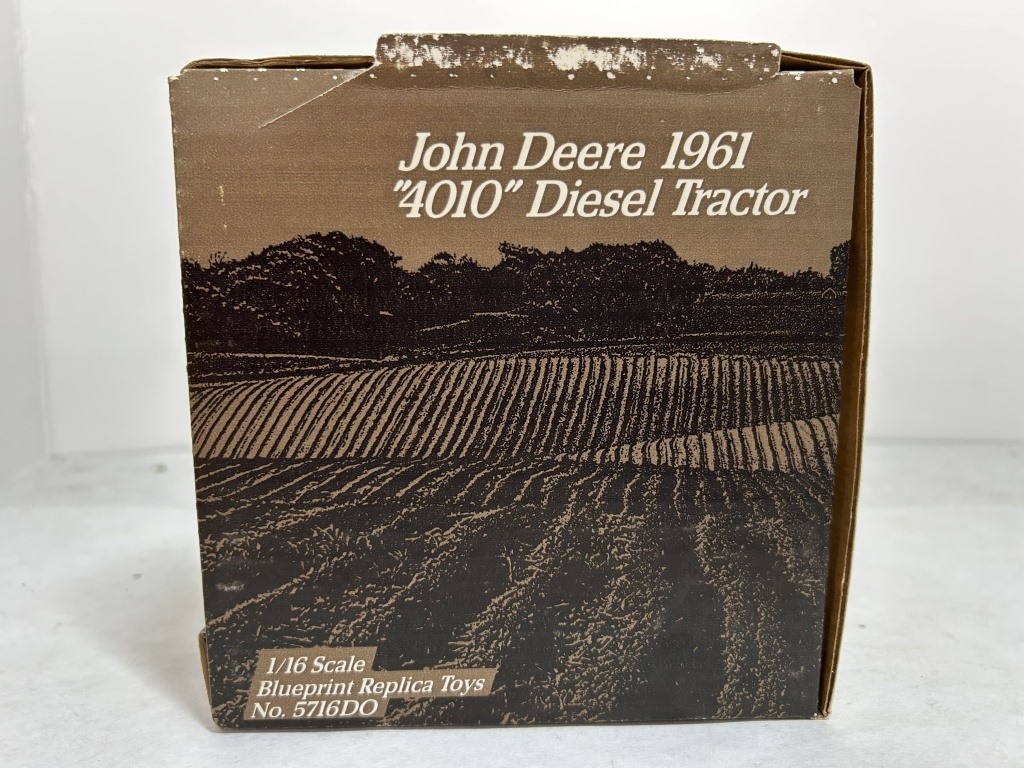 John Deere 1961
"4010" Diesel Tractor
1/16 Scale
Blueprint Replica Toys
No. 5716DO